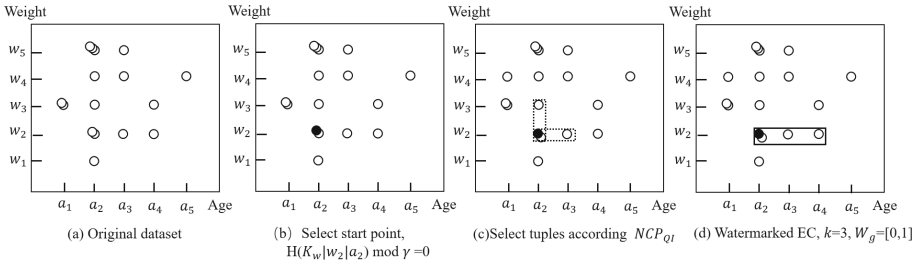 Weight
w₅
w₄
w₃
w₂
w₁
a₁ a₂ a₃ a₄ a₅ Age
(a) Original dataset
Weight
w₅
w₄
w₃
w₂
w₁
a₁ a₂ a₃ a₄ a₅ Age
(b) Select start point,
H(K_w|w₂|a₂) mod γ =0
Weight
w₅
w₄
w₃
w₂
w₁
a₁ a₂ a₃ a₄ a₅ Age
(c)Select tuples according NCP_QI
Weight
w₅
w₄
w₃
w₂
w₁
a₁ a₂ a₃ a₄ a₅ Age
(d) Watermarked EC, k=3, W_g=[0,1]